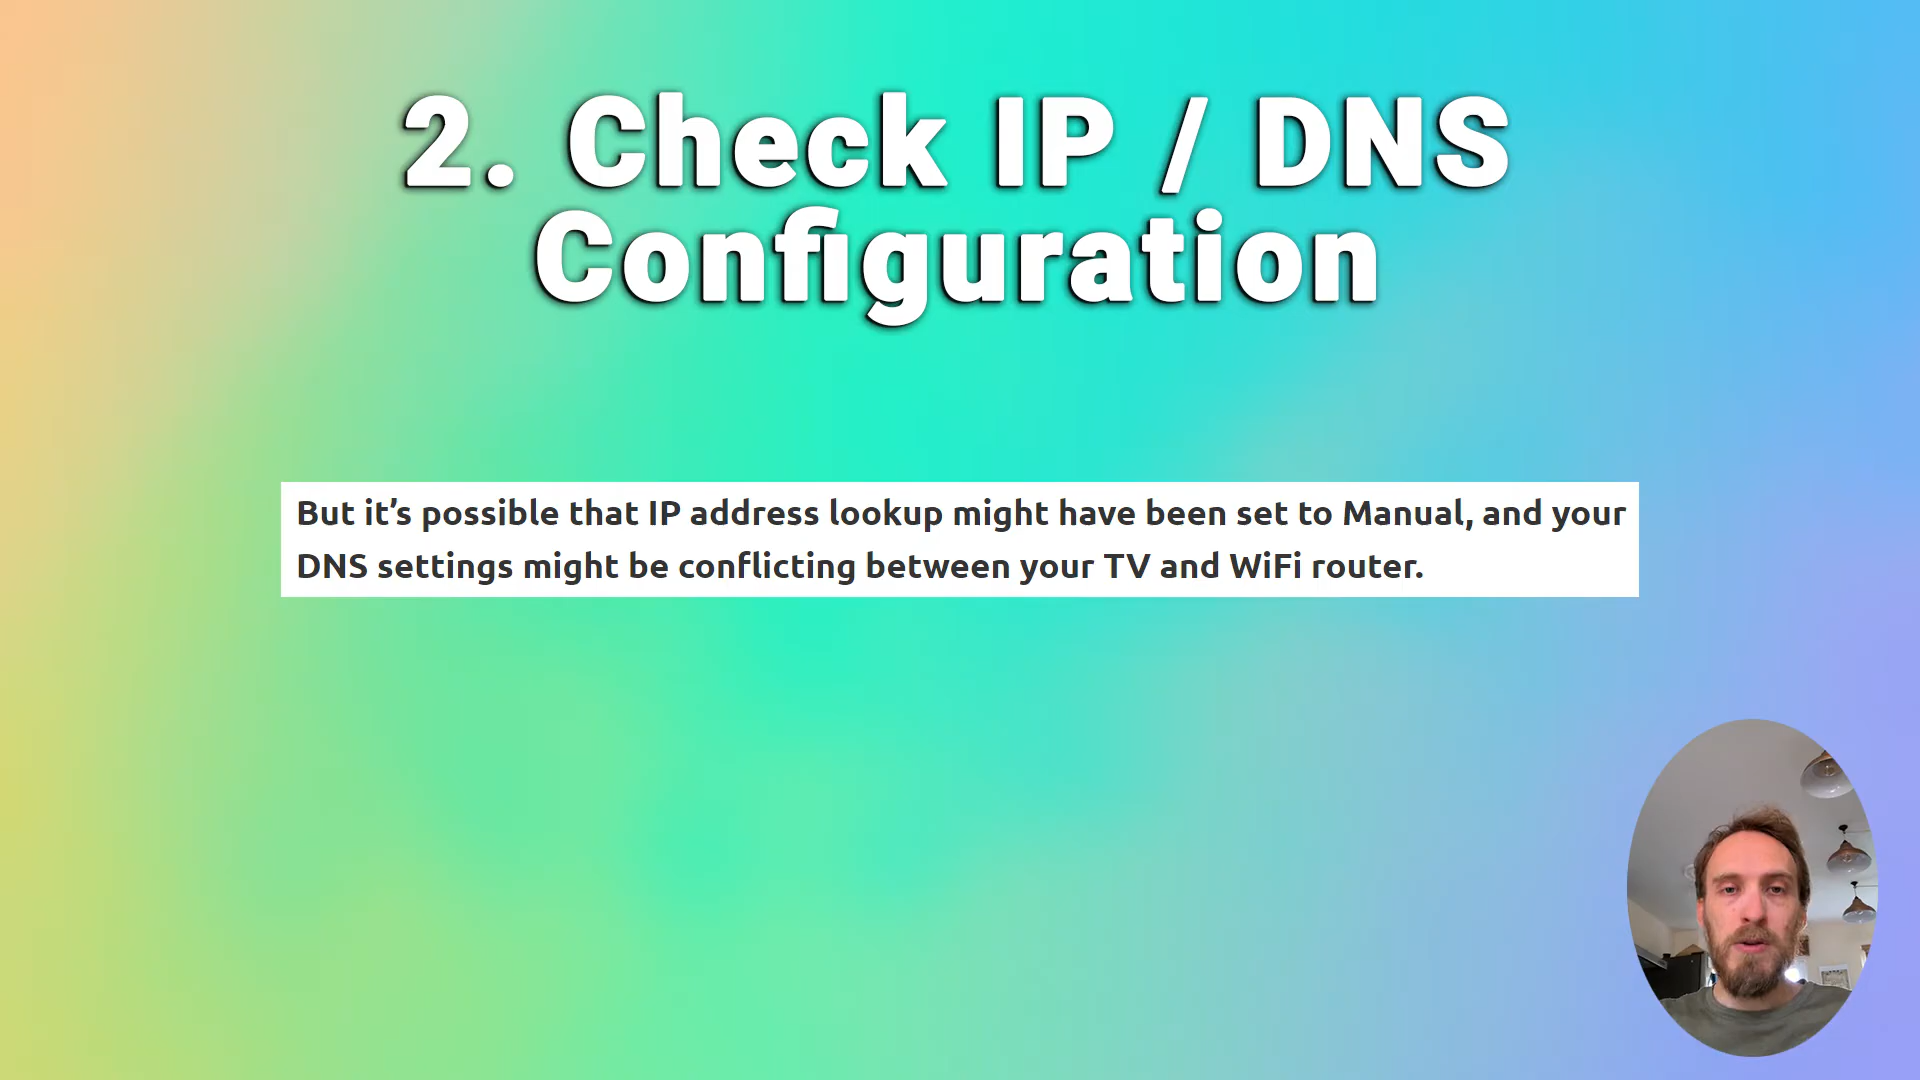 2. Check IP / DNS
Configuration
But it’s possible that IP address lookup might have been set to Manual, and your
DNS settings might be conflicting between your TV and WiFi router.